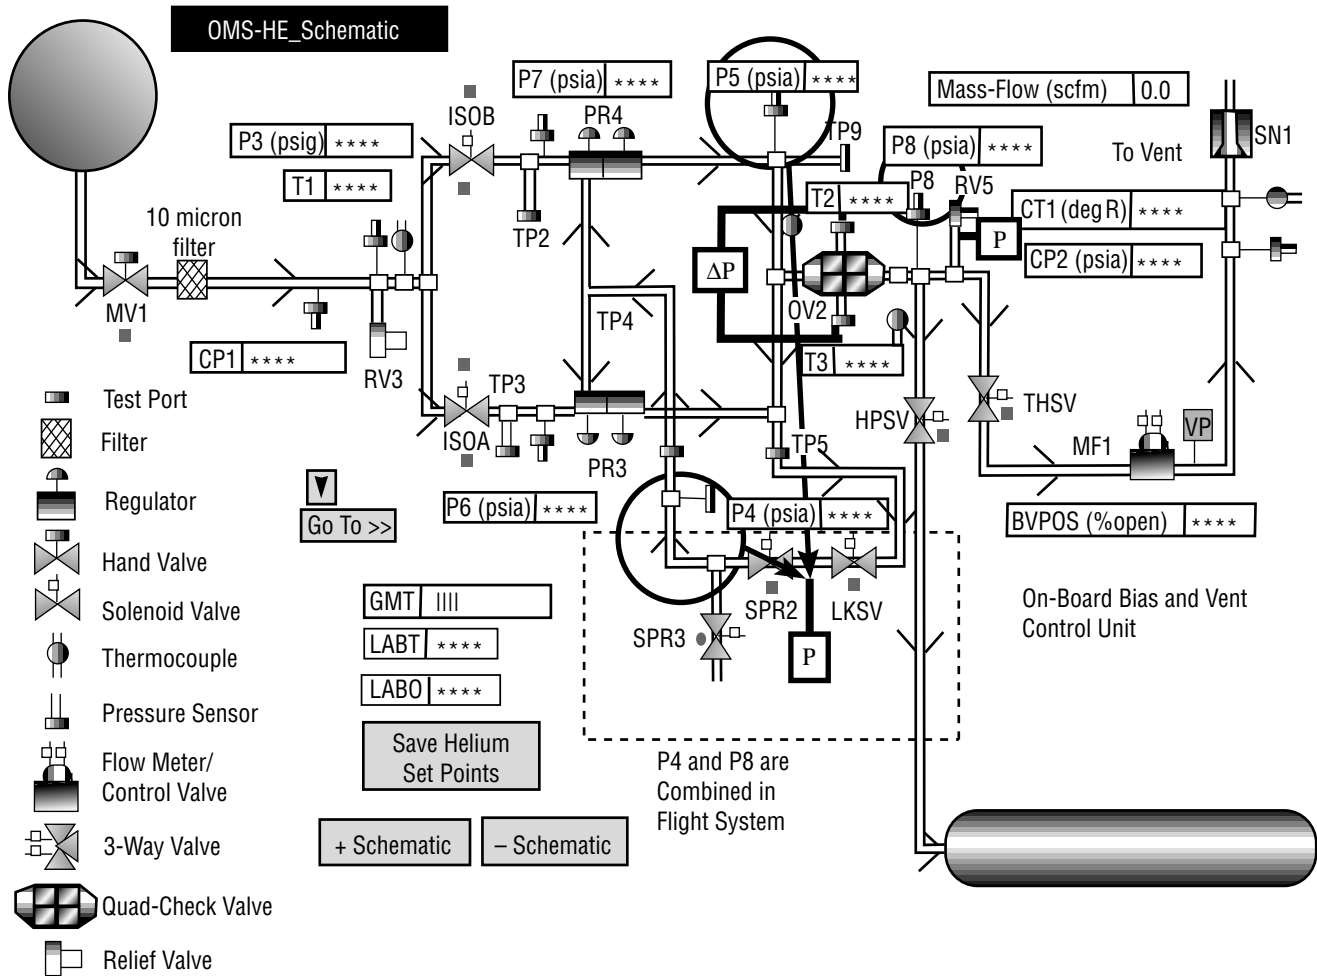 OMS-HE_Schematic
P7 (psia) ****
P5 (psia) ****
Mass-Flow (scfm) 0.0
ISOB
PR4
TP9
SN1
P3 (psig) ****
P8 (psia) ****
To Vent
T1 ****
T2 ****
P8
RV5
CT1 (deg R) ****
10 micron
filter
TP2
P
CP2 (psia) ****
ΔP
MV1
OV2
TP4
CP1 ****
T3 ****
RV3
TP3
THSV
Test Port
HPSV
VP
Filter
ISOA
TP5
MF1
PR3
Regulator
Go To >>
P6 (psia) ****
P4 (psia) ****
BVPOS (%open) ****
Hand Valve
GMT ||||
SPR2
LKSV
On-Board Bias and Vent
Control Unit
Solenoid Valve
LABT ****
SPR3
P
Thermocouple
LABO ****
Pressure Sensor
Save Helium
Set Points
Flow Meter/
Control Valve
P4 and P8 are
Combined in
Flight System
3-Way Valve
+ Schematic
– Schematic
Quad-Check Valve
Relief Valve